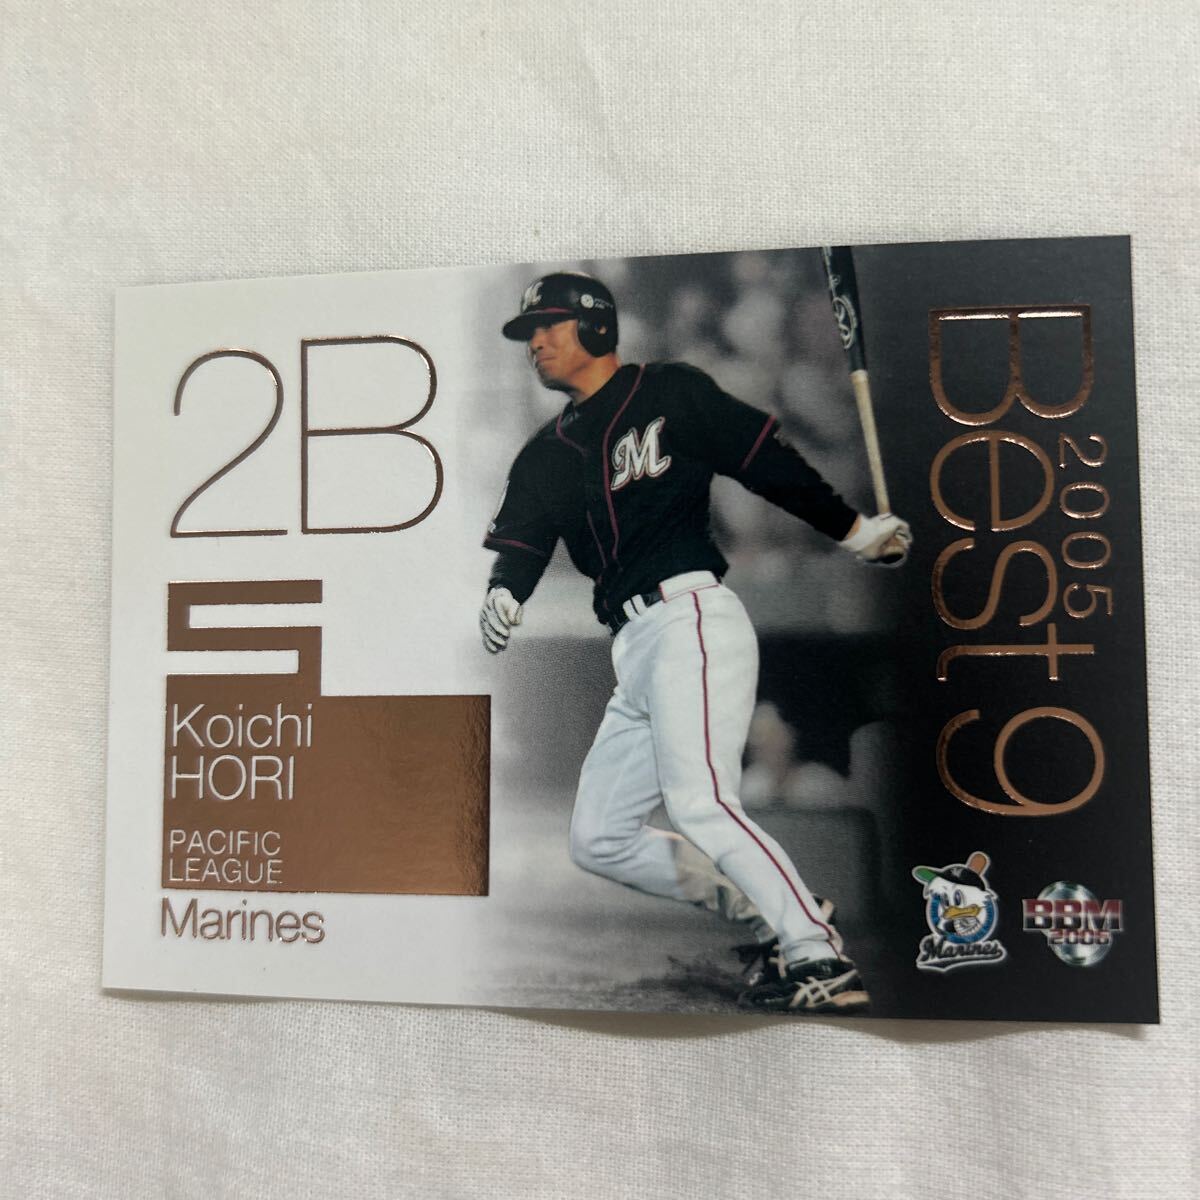 2B
5
Koichi
HORI
PACIFIC
LEAGUE
Marines
M
M
2005
Best 9
Marines
BBM
2006